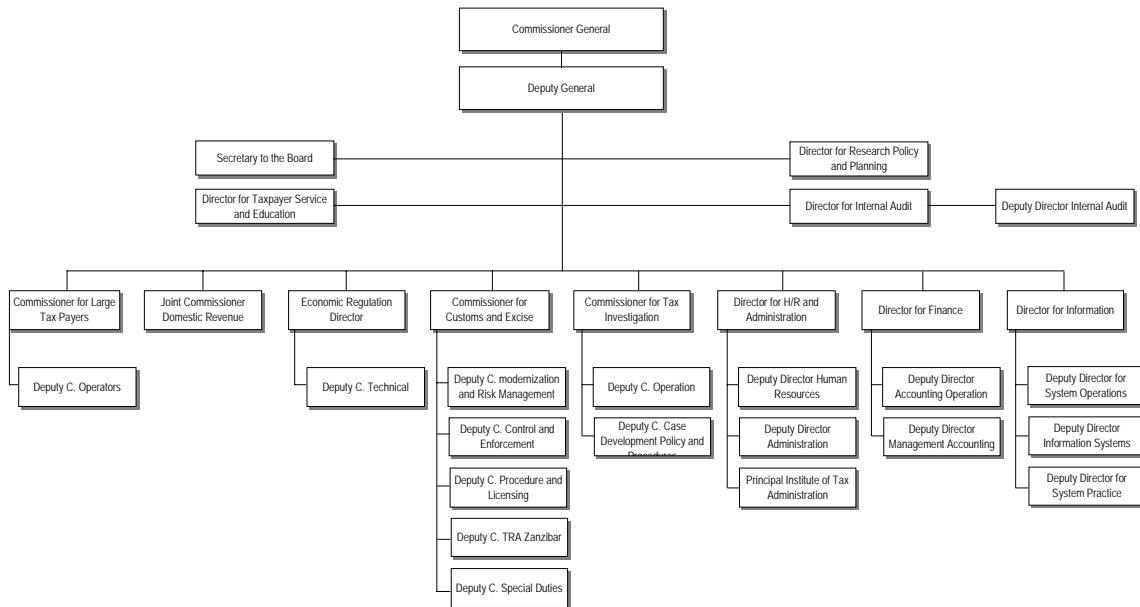 Commissioner General
Deputy General
Secretary to the Board
Director for Research Policy
and Planning
Director for Taxpayer Service
and Education
Director for Internal Audit
Deputy Director Internal Audit
Commissioner for Large
Tax Payers
Joint Commissioner
Domestic Revenue
Economic Regulation
Director
Commissioner for
Customs and Excise
Commissioner for Tax
Investigation
Director for H/R and
Administration
Director for Finance
Director for Information
Deputy C. Operators
Deputy C. Technical
Deputy C. modernization
and Risk Management
Deputy C. Control and
Enforcement
Deputy C. Procedure and
Licensing
Deputy C. TRA Zanzibar
Deputy C. Special Duties
Deputy C. Operation
Deputy C. Case
Development Policy and
Procedures
Deputy Director Human
Resources
Deputy Director
Administration
Principal Institute of Tax
Administration
Deputy Director
Accounting Operation
Deputy Director
Management Accounting
Deputy Director for
System Operations
Deputy Director
Information Systems
Deputy Director for
System Practice